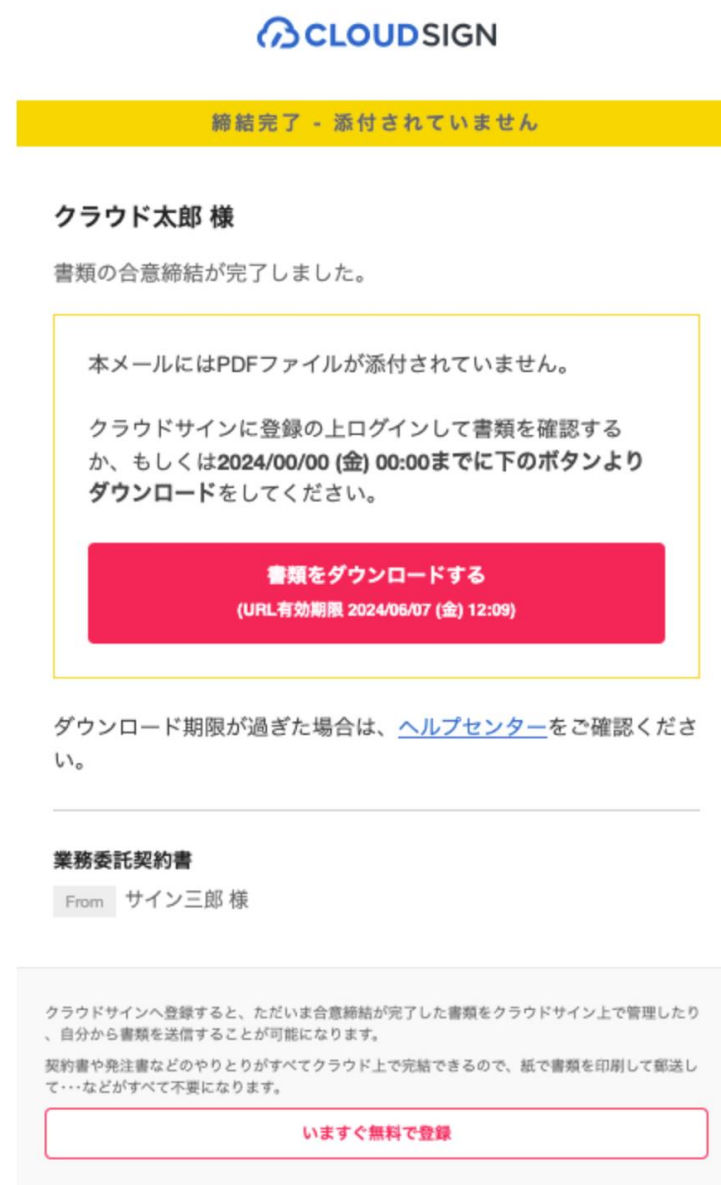 CLOUDSIGN
締結完了 - 添付されていません
クラウド太郎 様
書類の合意締結が完了しました。
本メールにはPDFファイルが添付されていません。
クラウドサインに登録の上ログインして書類を確認する
か、もしくは2024/00/00 (金) 00:00までに下のボタンより
ダウンロードをしてください。
書類をダウンロードする
(URL有効期限 2024/06/07 (金) 12:09)
ダウンロード期限が過ぎた場合は、ヘルプセンターをご確認くださ
い。
業務委託契約書
From サイン三郎 様
クラウドサインへ登録すると、ただいま合意締結が完了した書類をクラウドサイン上で管理したり
、自分から書類を送信することが可能になります。
契約書や発注書などのやりとりがすべてクラウド上で完結できるので、紙で書類を印刷して郵送し
て･･･などがすべて不要になります。
いますぐ無料で登録